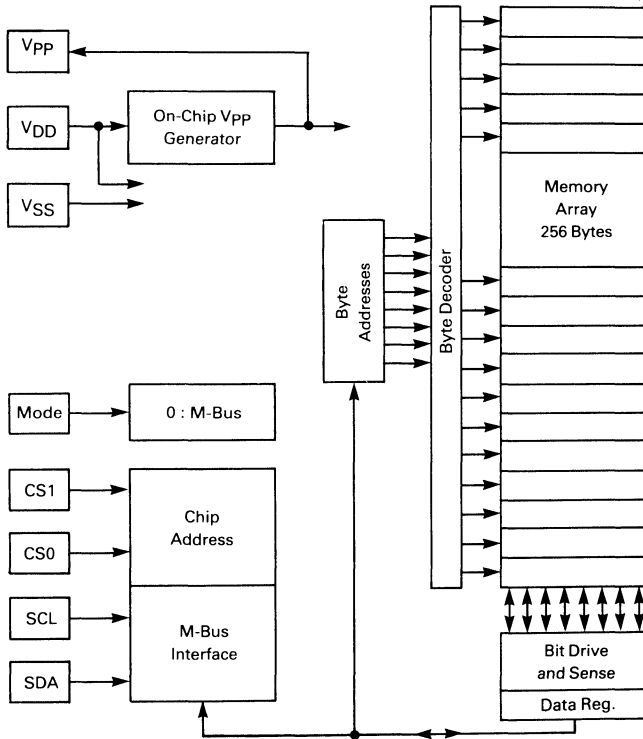 VPP
VDD
VSS
On-Chip VPP
Generator
Byte
Addresses
Byte Decoder
Memory
Array
256 Bytes
Mode
0 : M-Bus
CS1
CS0
SCL
SDA
Chip
Address
M-Bus
Interface
Bit Drive
and Sense
Data Reg.